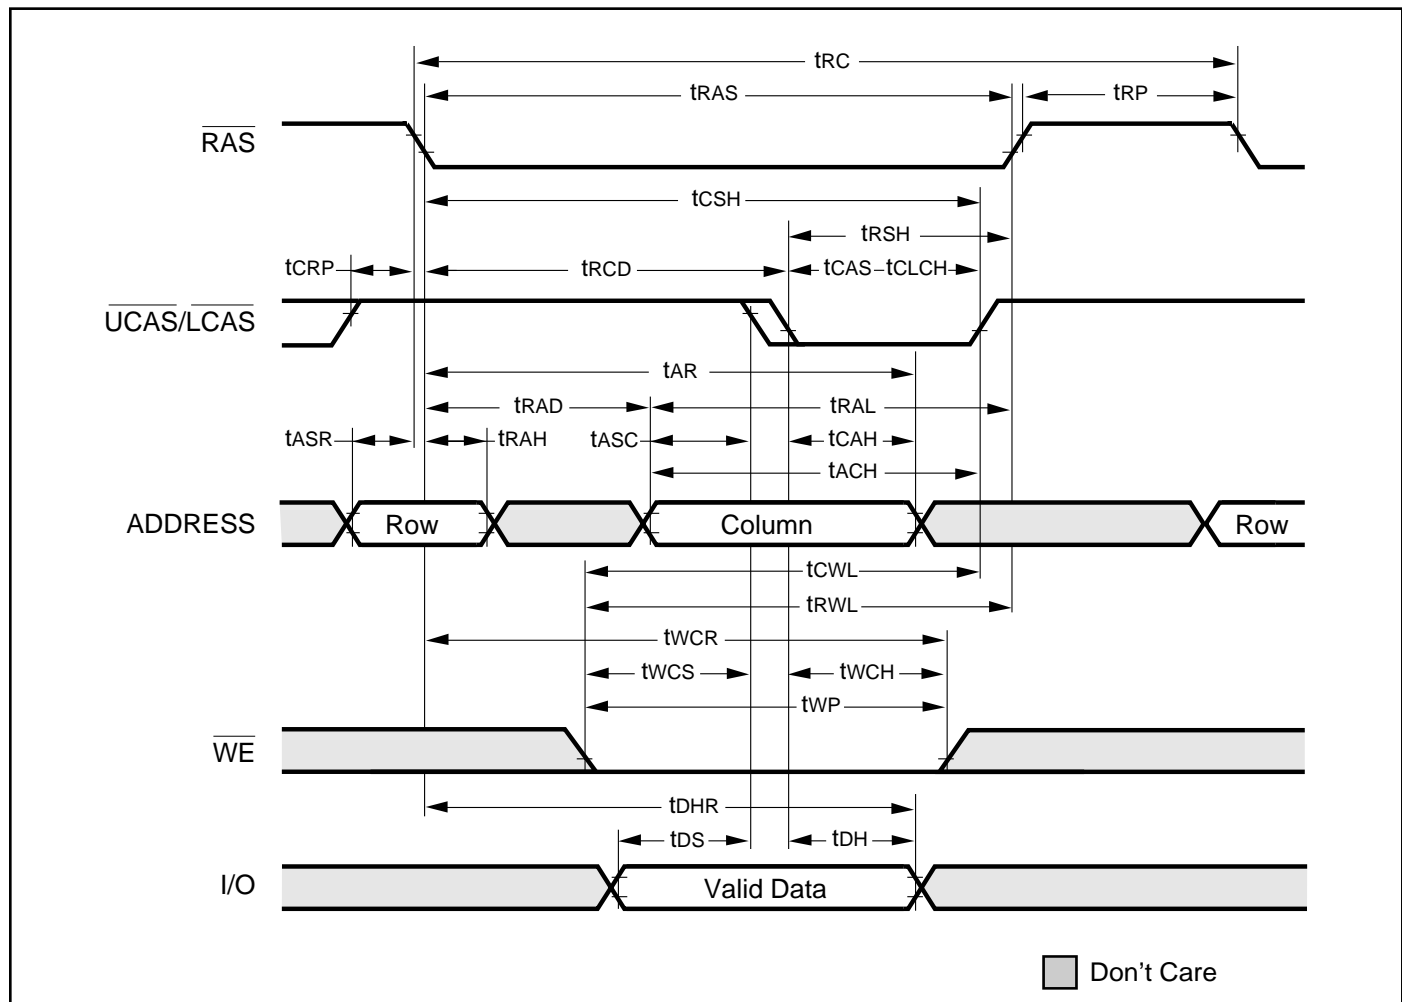 tRC
tRAS
tRP
RAS
tCSH
tRSH
tCRP
tRCD
tCAS
tCLCH
UCAS/LCAS
tAR
tRAD
tRAL
tASR
tRAH
tASC
tCAH
tACH
ADDRESS
Row
Column
Row
tCWL
tRWL
tWCR
tWCS
tWCH
tWP
WE
tDHR
tDS
tDH
I/O
Valid Data
Don't Care